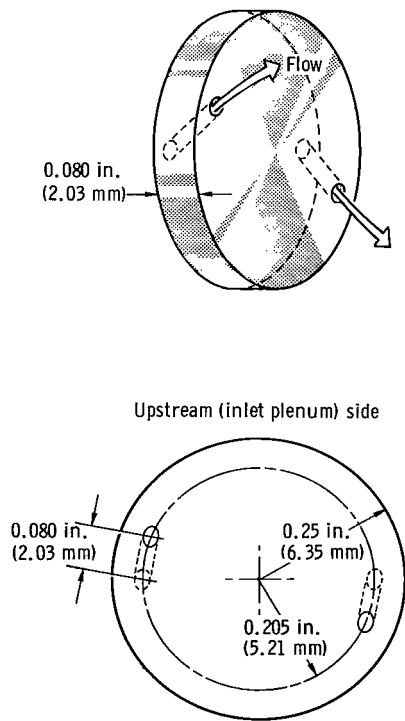 Flow
0.080 in.
(2.03 mm)
Upstream (inlet plenum) side
0.080 in.
(2.03 mm)
0.25 in.
(6.35 mm)
0.205 in.
(5.21 mm)